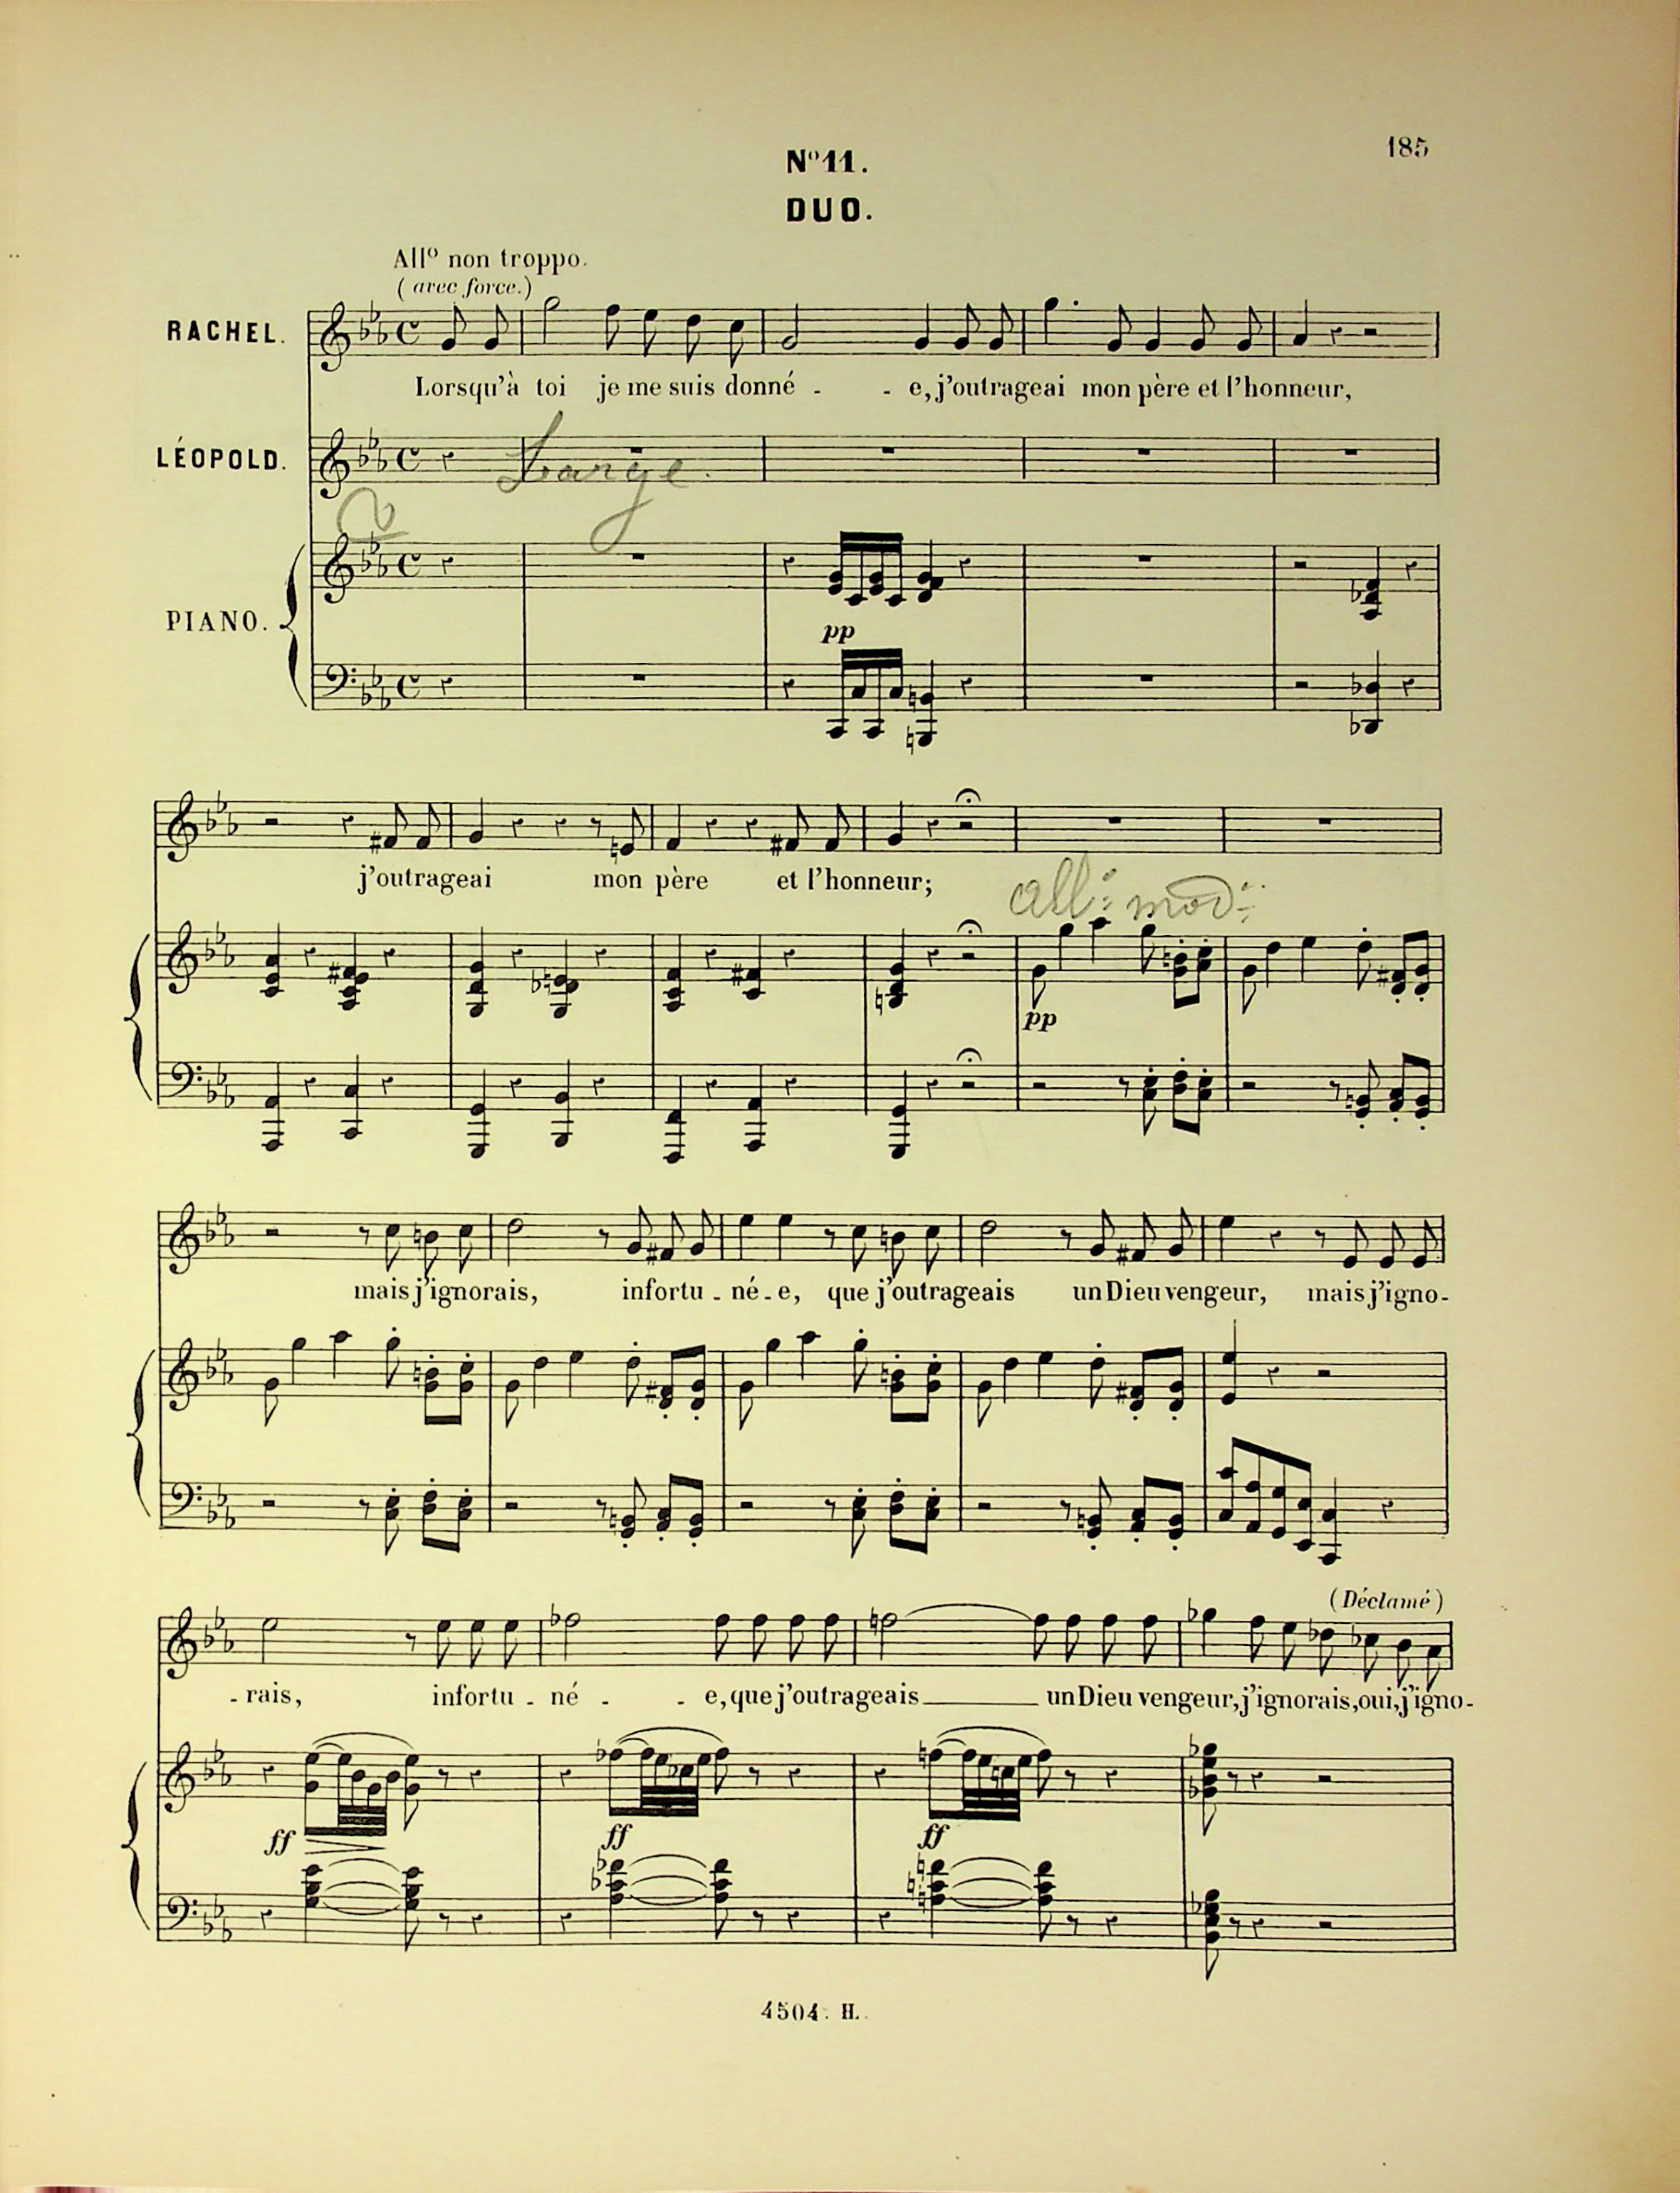 185
Nº 11.
DUO.
Allº non troppo.
(avec force.)
RACHEL.
Lorsqu'à toi je me suis donné - - e, j'outrageai mon père et l'honneur,
LÉOPOLD.
Large.
PIANO.
pp
j'outrageai mon père et l'honneur;
All: mod:
pp
mais j'ignorais, infortu - né - e, que j'outrageais un Dieu vengeur, mais j'igno-
(Déclamé)
- rais, infortu - né - - e, que j'outrageais un Dieu vengeur, j'ignorais, oui, j'igno-
ff ff ff
4504. H.